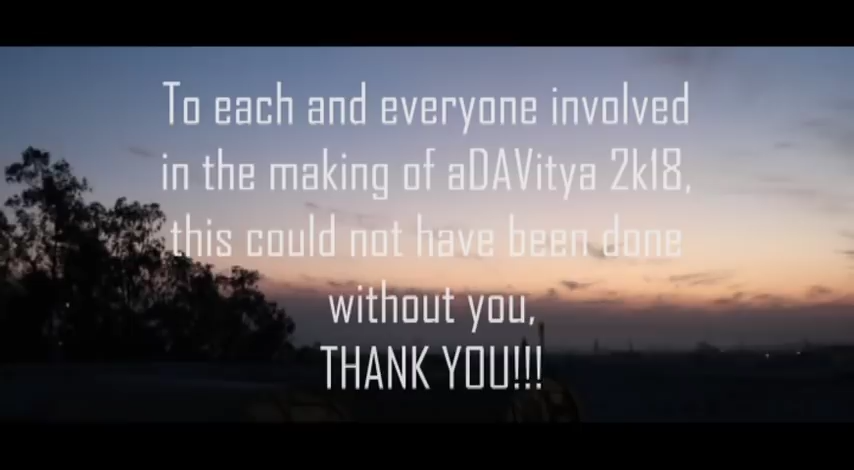 To each and everyone involved
in the making of aDAVitya 2k18,
this could not have been done
without you,
THANK YOU!!!